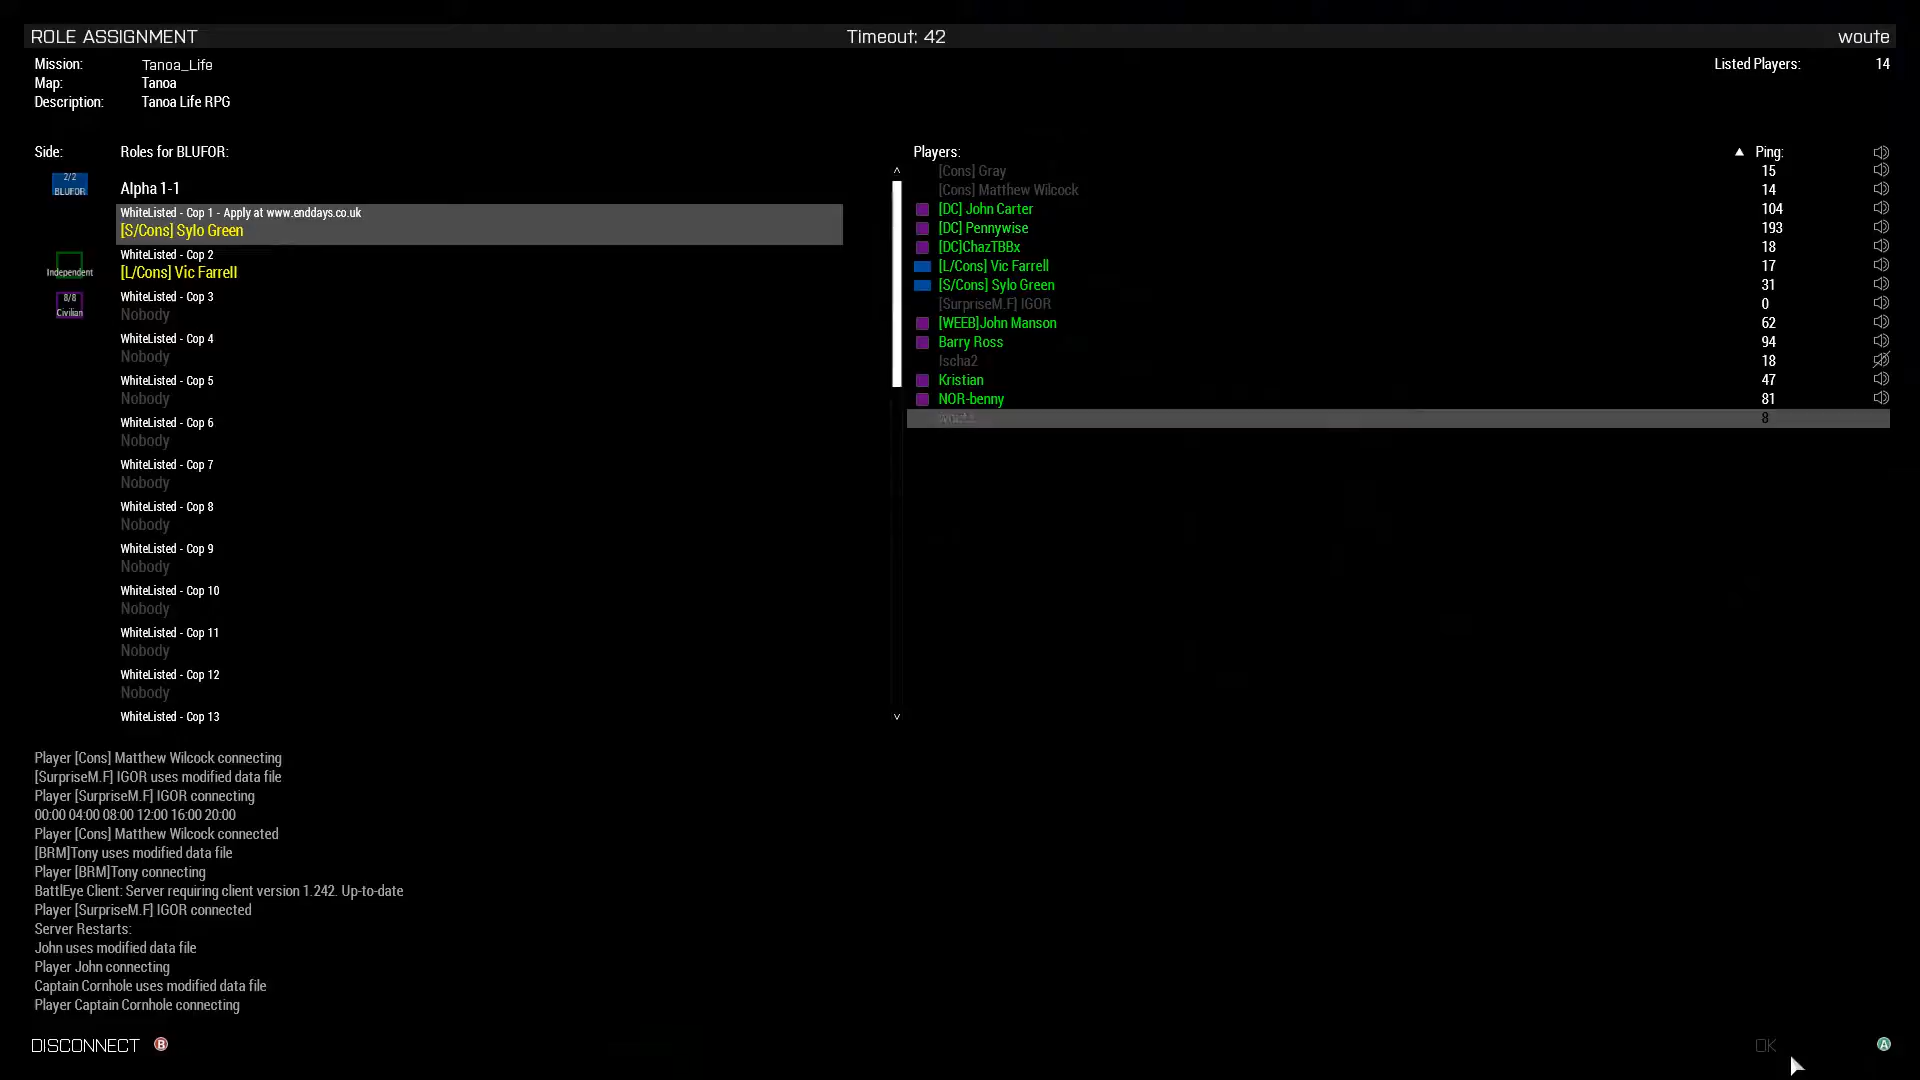 ROLE ASSIGNMENT Timeout: 42 woute
Mission: Tanoa_Life Listed Players: 14
Map: Tanoa
Description: Tanoa Life RPG
Side: Roles for BLUFOR:
2/2
BLUFOR
Independent
8/8
Civilian
Alpha 1-1
WhiteListed - Cop 1 - Apply at www.enddays.co.uk
[S/Cons] Sylo Green
WhiteListed - Cop 2
[L/Cons] Vic Farrell
WhiteListed - Cop 3
Nobody
WhiteListed - Cop 4
Nobody
WhiteListed - Cop 5
Nobody
WhiteListed - Cop 6
Nobody
WhiteListed - Cop 7
Nobody
WhiteListed - Cop 8
Nobody
WhiteListed - Cop 9
Nobody
WhiteListed - Cop 10
Nobody
WhiteListed - Cop 11
Nobody
WhiteListed - Cop 12
Nobody
WhiteListed - Cop 13
Players: Ping:
[Cons] Gray 15
[Cons] Matthew Wilcock 14
[DC] John Carter 104
[DC] Pennywise 193
[DC]ChazTBBx 18
[L/Cons] Vic Farrell 17
[S/Cons] Sylo Green 31
[SurpriseM.F] IGOR 0
[WEEB]John Manson 62
Barry Ross 94
Ischa2 18
Kristian 47
NOR-benny 81
8
Player [Cons] Matthew Wilcock connecting
[SurpriseM.F] IGOR uses modified data file
Player [SurpriseM.F] IGOR connecting
00:00 04:00 08:00 12:00 16:00 20:00
Player [Cons] Matthew Wilcock connected
[BRM]Tony uses modified data file
Player [BRM]Tony connecting
BattlEye Client: Server requiring client version 1.242. Up-to-date
Player [SurpriseM.F] IGOR connected
Server Restarts:
John uses modified data file
Player John connecting
Captain Cornhole uses modified data file
Player Captain Cornhole connecting
DISCONNECT B OK A